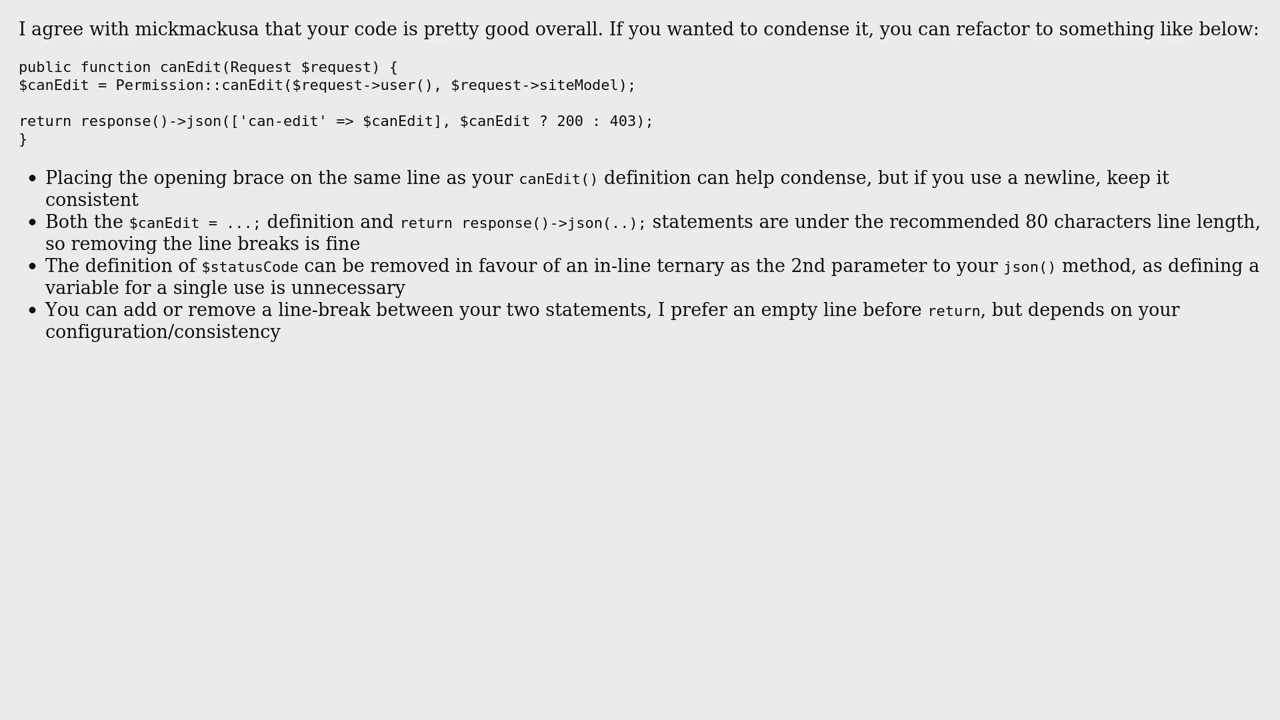 I agree with mickmackusa that your code is pretty good overall. If you wanted to condense it, you can refactor to something like below:
public function canEdit(Request $request) {
$canEdit = Permission::canEdit($request->user(), $request->siteModel);
return response()->json(['can-edit' => $canEdit], $canEdit ? 200 : 403);
}
• Placing the opening brace on the same line as your canEdit() definition can help condense, but if you use a newline, keep it
consistent
• Both the $canEdit = ...; definition and return response()->json(..); statements are under the recommended 80 characters line length,
so removing the line breaks is fine
• The definition of $statusCode can be removed in favour of an in-line ternary as the 2nd parameter to your json() method, as defining a
variable for a single use is unnecessary
• You can add or remove a line-break between your two statements, I prefer an empty line before return, but depends on your
configuration/consistency